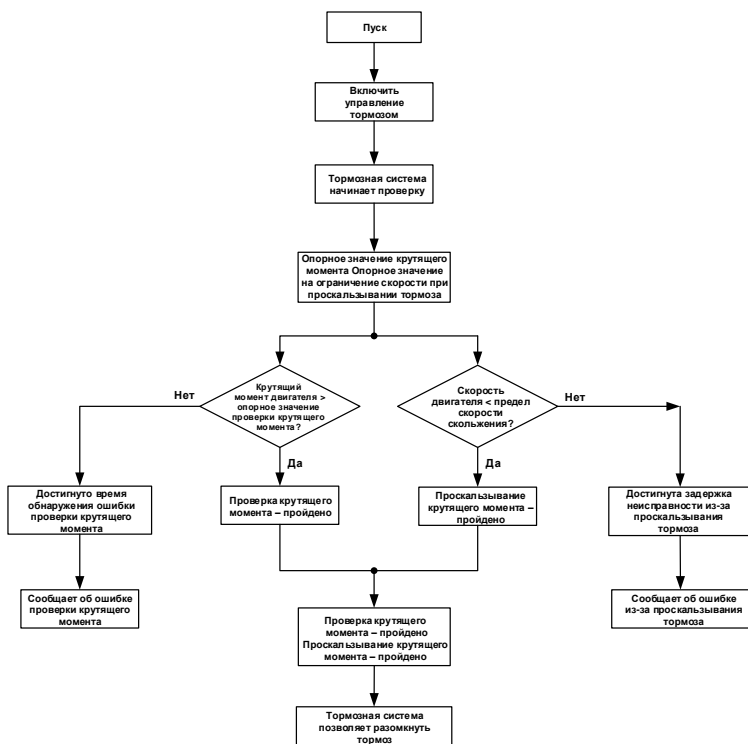 Пуск
Включить
управление
тормозом
Тормозная система
начинает проверку
Опорное значение крутящего
момента Опорное значение
на ограничение скорости при
проскальзывании тормоза
Крутящий
момент двигателя >
опорное значение
проверки крутящего
момента?
Нет
Да
Скорость
двигателя < предел
скорости
скольжения?
Нет
Да
Достигнуто время
обнаружения ошибки
проверки крутящего
момента
Проверка крутящего
момента – пройдено
Проскальзывание
крутящего момента –
пройдено
Достигнута задержка
неисправности из-за
проскальзывания
тормоза
Сообщает об ошибке
проверки крутящего
момента
Сообщает об ошибке
из-за проскальзывания
тормоза
Проверка крутящего
момента – пройдено
Проскальзывание крутящего
момента – пройдено
Тормозная система
позволяет разомкнуть
тормоз